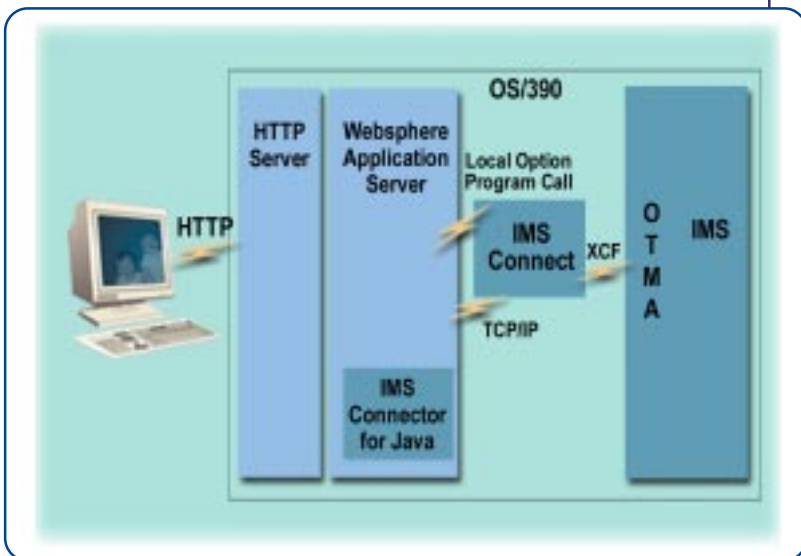 OS/390
HTTP
Server
Websphere
Application
Server
Local Option
Program Call
HTTP
IMS
Connect
XCF
O
T
M
A
IMS
TCP/IP
IMS
Connector
for Java